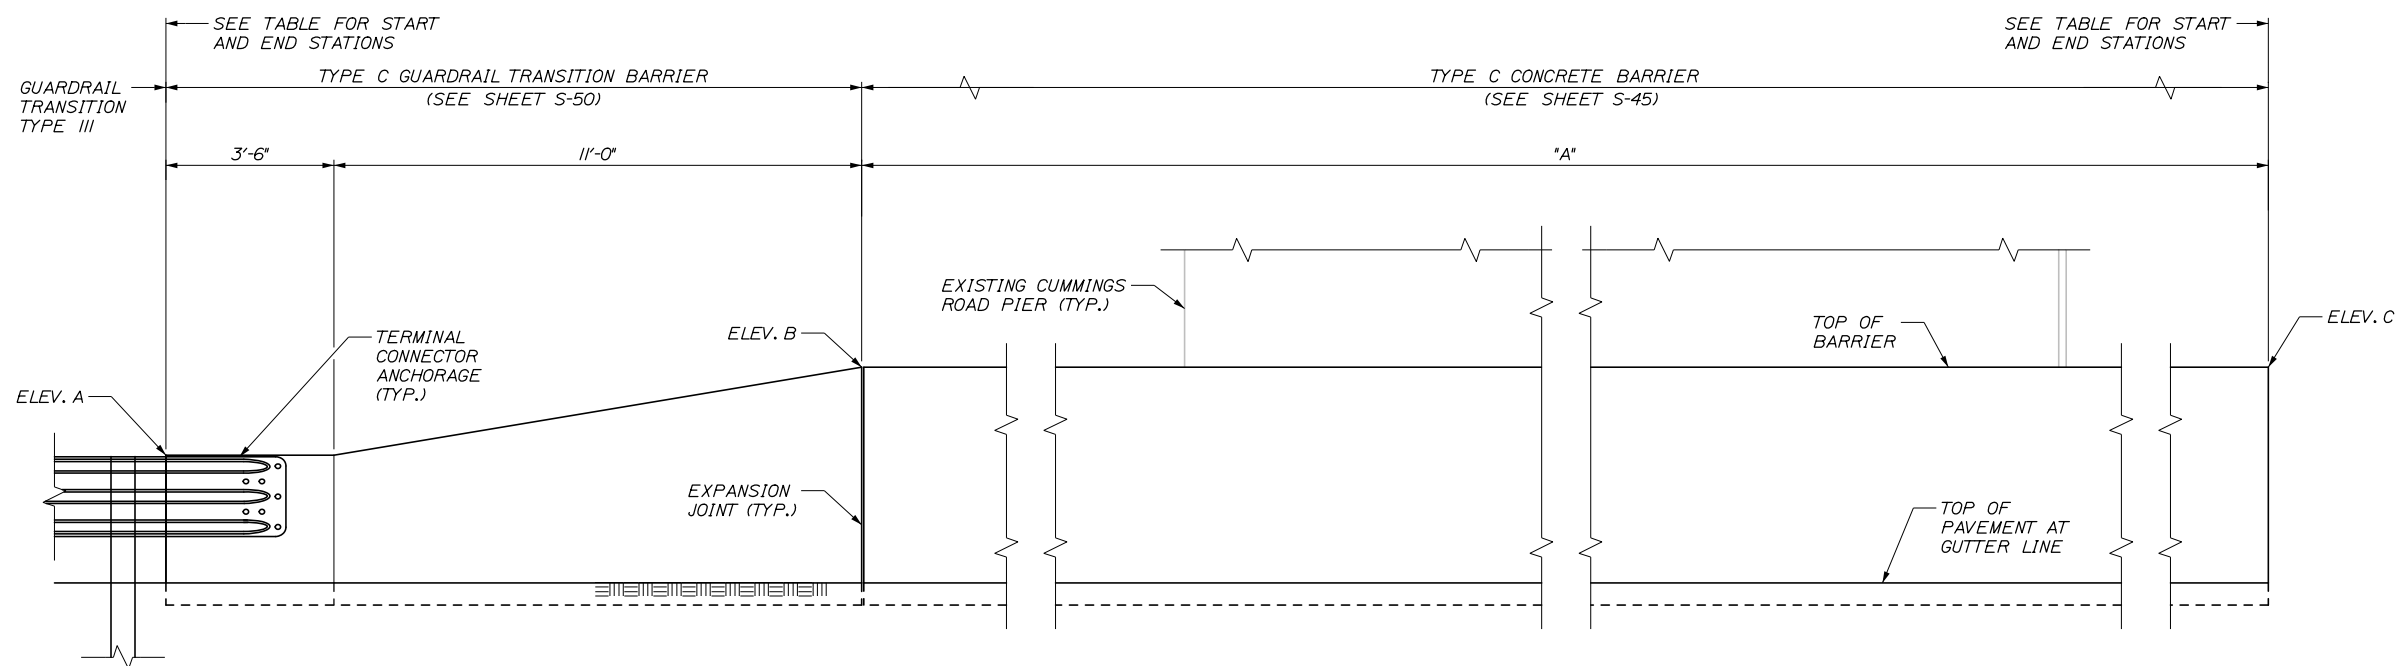 SEE TABLE FOR START
AND END STATIONS
SEE TABLE FOR START
AND END STATIONS
GUARDRAIL
TRANSITION
TYPE III
TYPE C GUARDRAIL TRANSITION BARRIER
(SEE SHEET S-50)
TYPE C CONCRETE BARRIER
(SEE SHEET S-45)
3'-6"
11'-0"
"A"
EXISTING CUMMINGS
ROAD PIER (TYP.)
ELEV. B
TOP OF
BARRIER
ELEV. C
TERMINAL
CONNECTOR
ANCHORAGE
(TYP.)
ELEV. A
EXPANSION
JOINT (TYP.)
TOP OF
PAVEMENT AT
GUTTER LINE